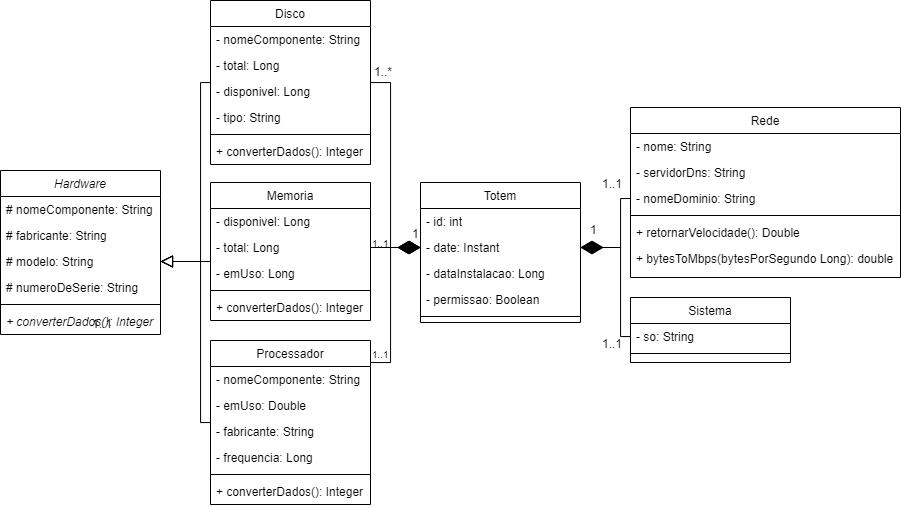 Disco
- nomeComponente: String
- total: Long
- disponivel: Long
- tipo: String
+ converterDados(): Integer
1..*
Hardware
# nomeComponente: String
# fabricante: String
# modelo: String
# numeroDeSerie: String
+ converterDados(): Integer
Memoria
- disponivel: Long
- total: Long
- emUso: Long
+ converterDados(): Integer
1..1
1
Processador
- nomeComponente: String
- emUso: Double
- fabricante: String
- frequencia: Long
+ converterDados(): Integer
1..1
Totem
- id: int
- date: Instant
- dataInstalacao: Long
- permissao: Boolean
1
1..1
Rede
- nome: String
- servidorDns: String
- nomeDominio: String
+ retornarVelocidade(): Double
+ bytesToMbps(bytesPorSegundo Long): double
Sistema
- so: String
1..1